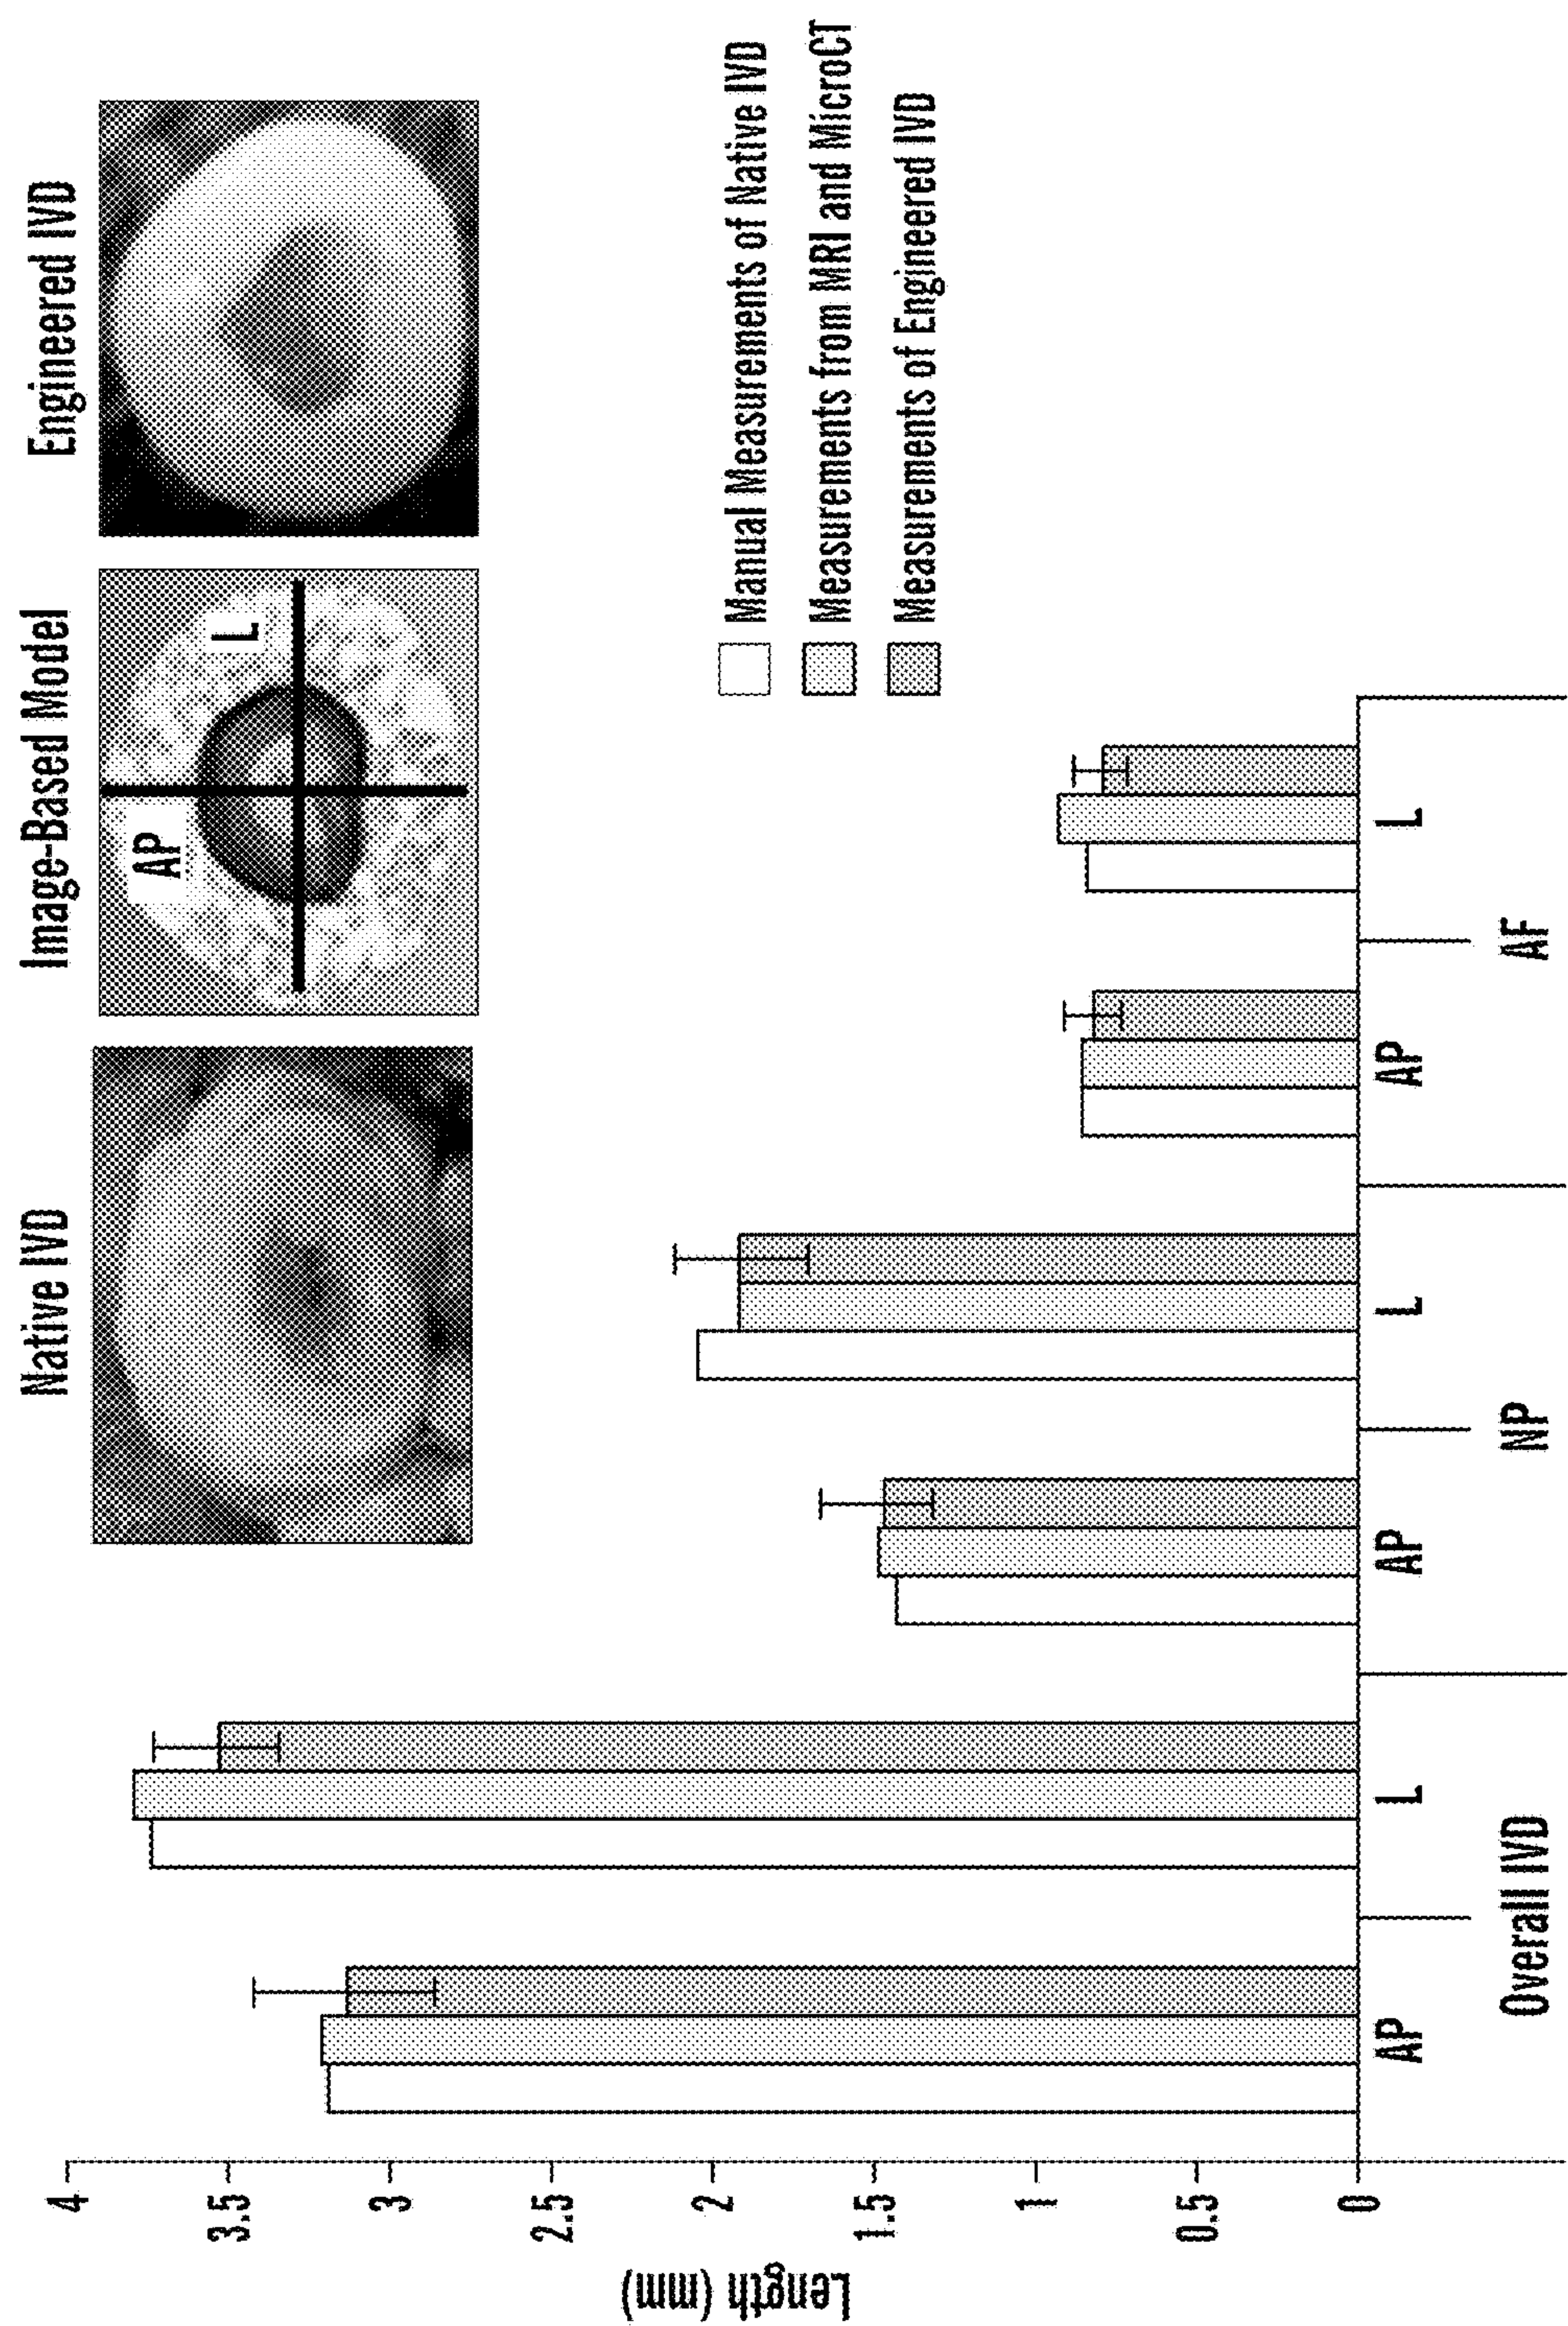 Native IVD
Image-Based Model
Engineered IVD
AP
L
Manual Measurements of Native IVD
Measurements from MRI and MicroCT
Measurements of Engineered IVD
Length (mm)
4
3.5
3
2.5
2
1.5
1
0.5
0
AP
L
AP
L
AP
L
Overall IVD
NP
AF